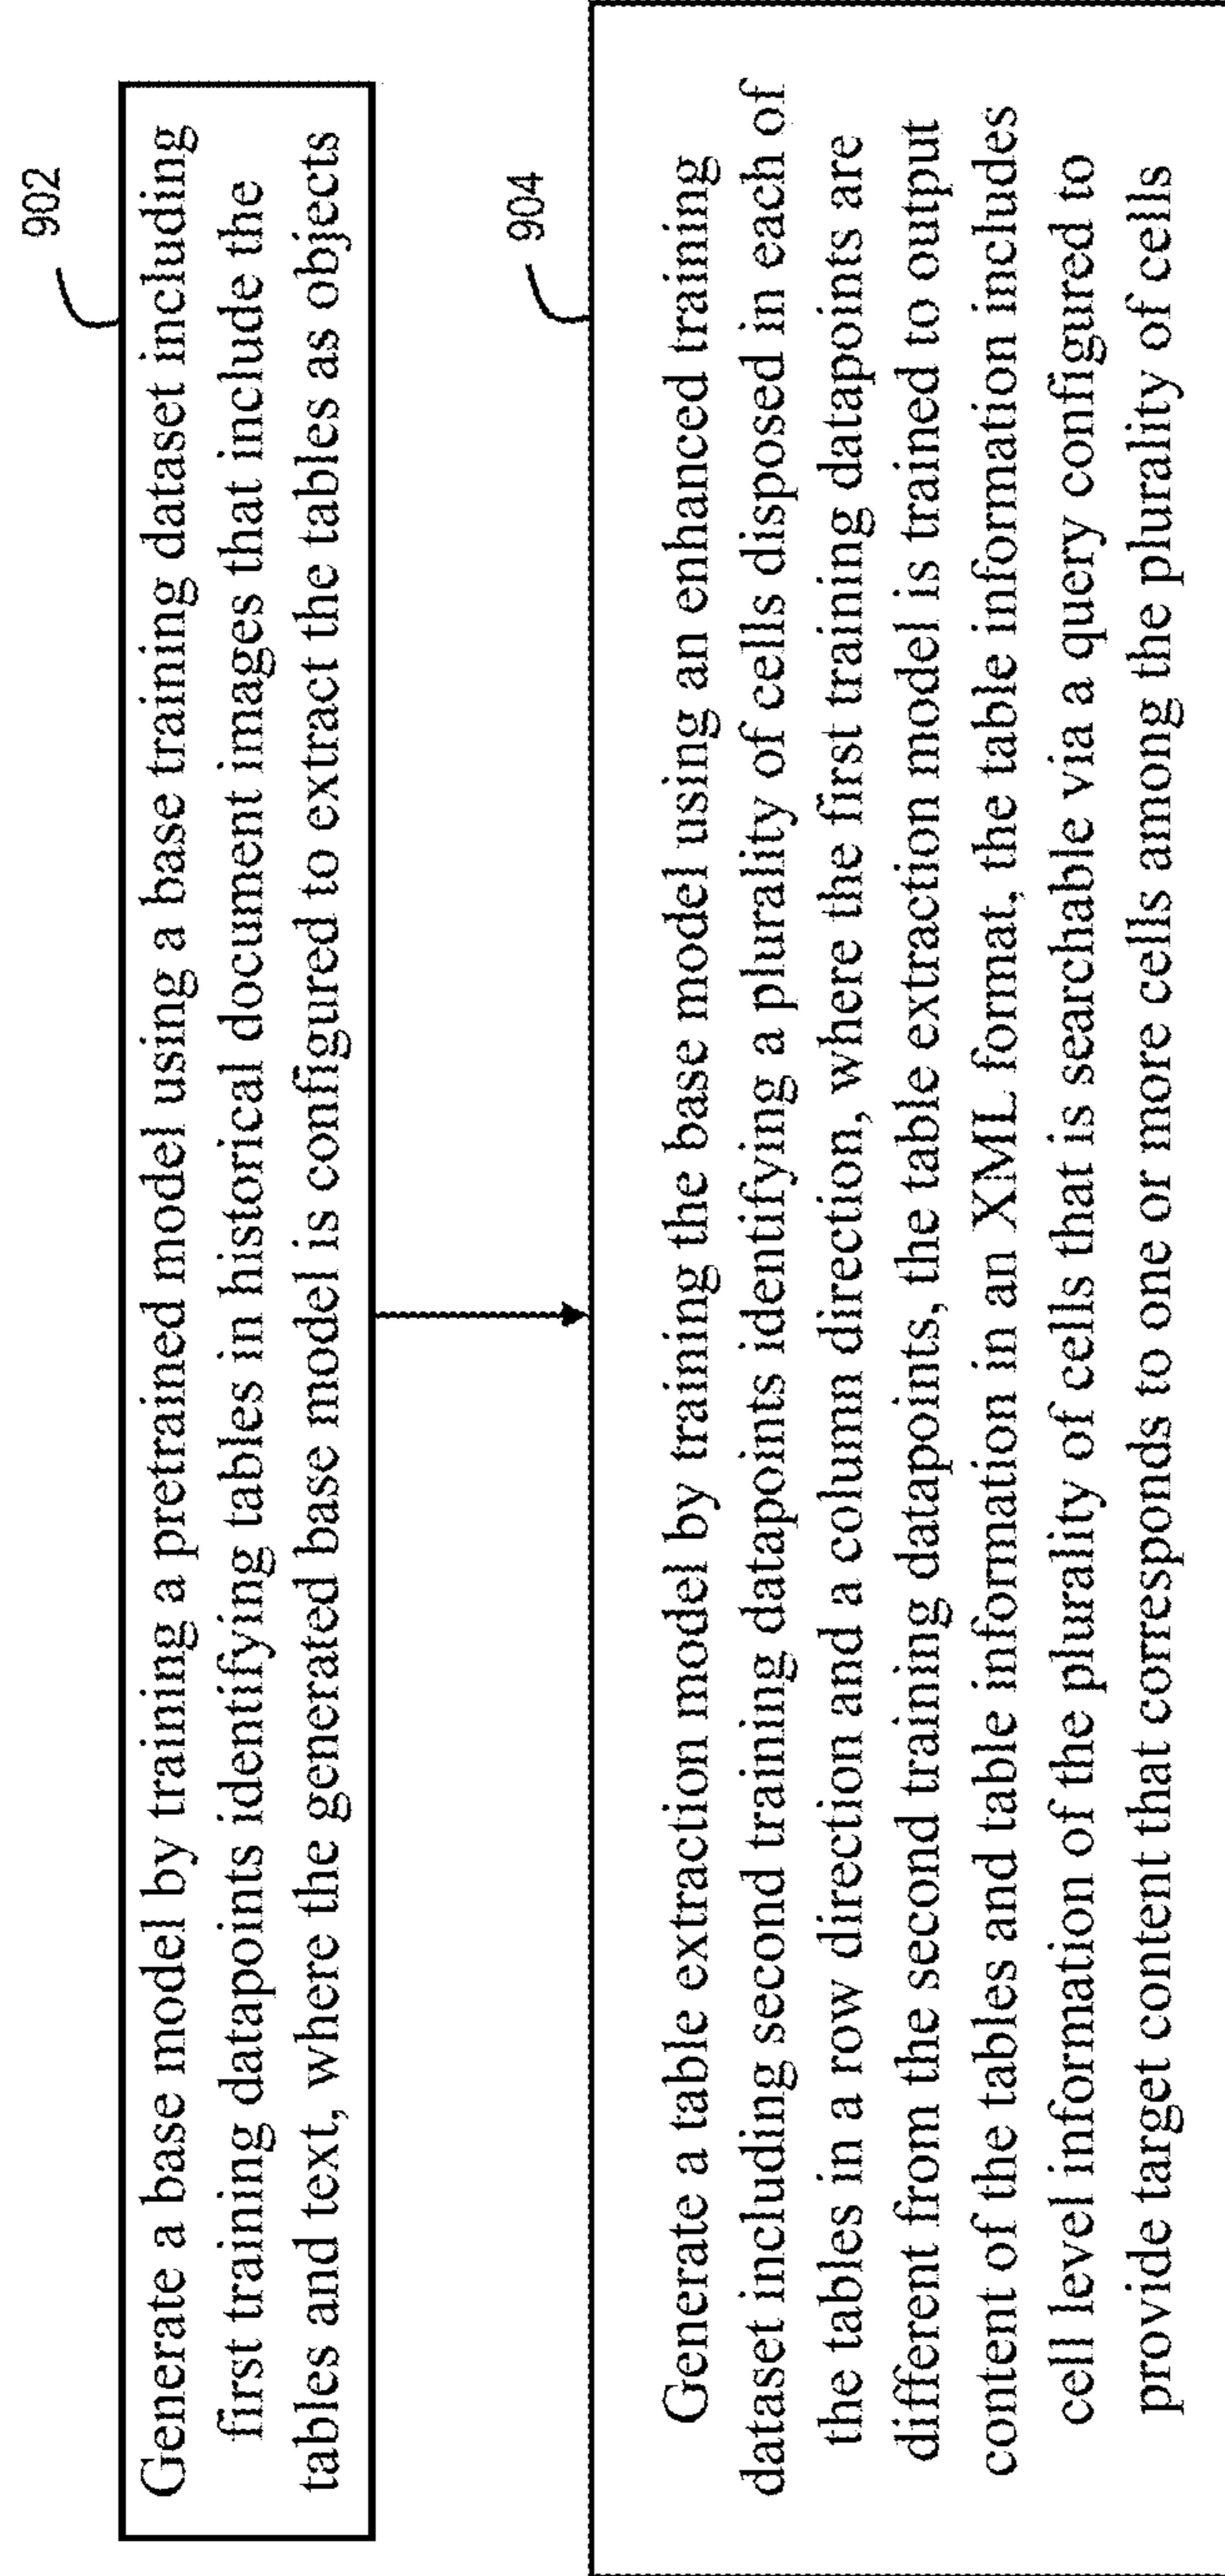 902
Generate a base model by training a pretrained model using a base training dataset including
first training datapoints identifying tables in historical document images that include the
tables and text, where the generated base model is configured to extract the tables as objects
904
Generate a table extraction model by training the base model using an enhanced training
dataset including second training datapoints identifying a plurality of cells disposed in each of
the tables in a row direction and a column direction, where the first training datapoints are
different from the second training datapoints, the table extraction model is trained to output
content of the tables and table information in an XML format, the table information includes
cell level information of the plurality of cells that is searchable via a query configured to
provide target content that corresponds to one or more cells among the plurality of cells